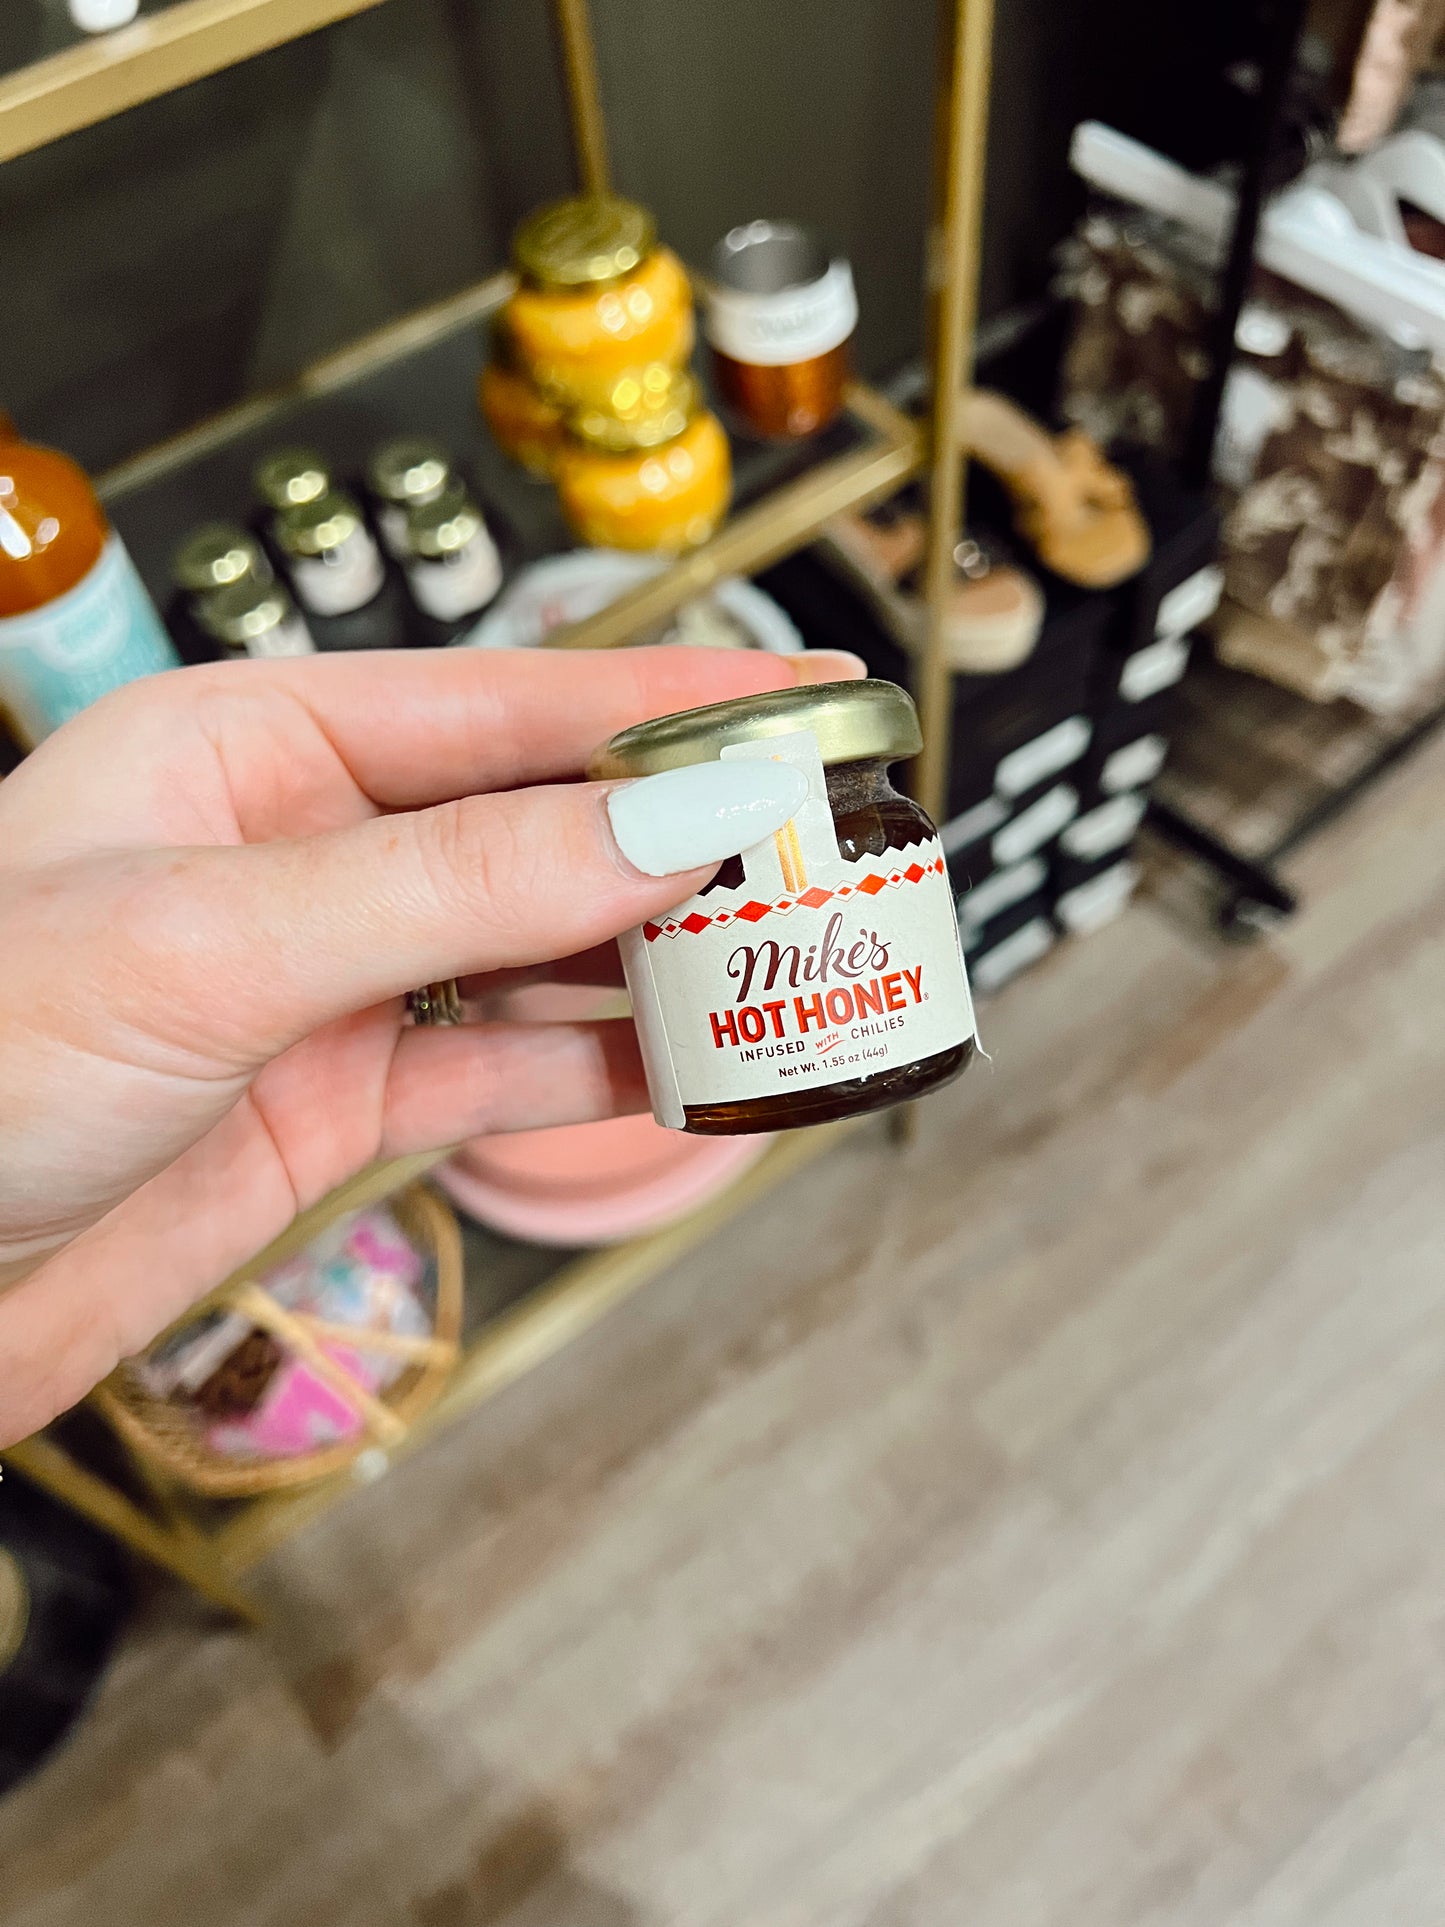 Mike's
HOT HONEY®
INFUSED WITH CHILIES
Net Wt. 1.55 oz (44g)